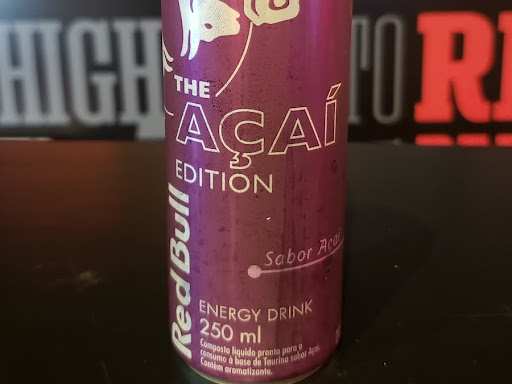 HIGH
TO
R
THE
AÇAÍ
EDITION
Red Bull
Sabor Açaí
ENERGY DRINK
250 ml
Composto líquido pronto para o
consumo à base de Taurina sabor Açaí.
Contém aromatizante.